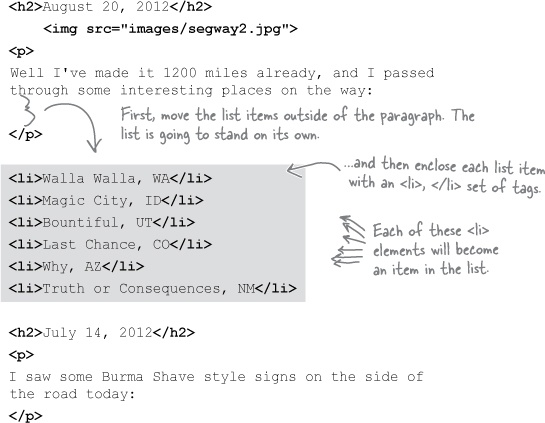 <h2>August 20, 2012</h2>
<img src="images/segway2.jpg">
<p>
Well I've made it 1200 miles already, and I passed
through some interesting places on the way:
First, move the list items outside of the paragraph. The
list is going to stand on its own.
</p>
...and then enclose each list item
with an <li>, </li> set of tags.
<li>Walla Walla, WA</li>
<li>Magic City, ID</li>
<li>Bountiful, UT</li>
<li>Last Chance, CO</li>
<li>Why, AZ</li>
<li>Truth or Consequences, NM</li>
Each of these <li>
elements will become
an item in the list.
<h2>July 14, 2012</h2>
<p>
I saw some Burma Shave style signs on the side of
the road today:
</p>